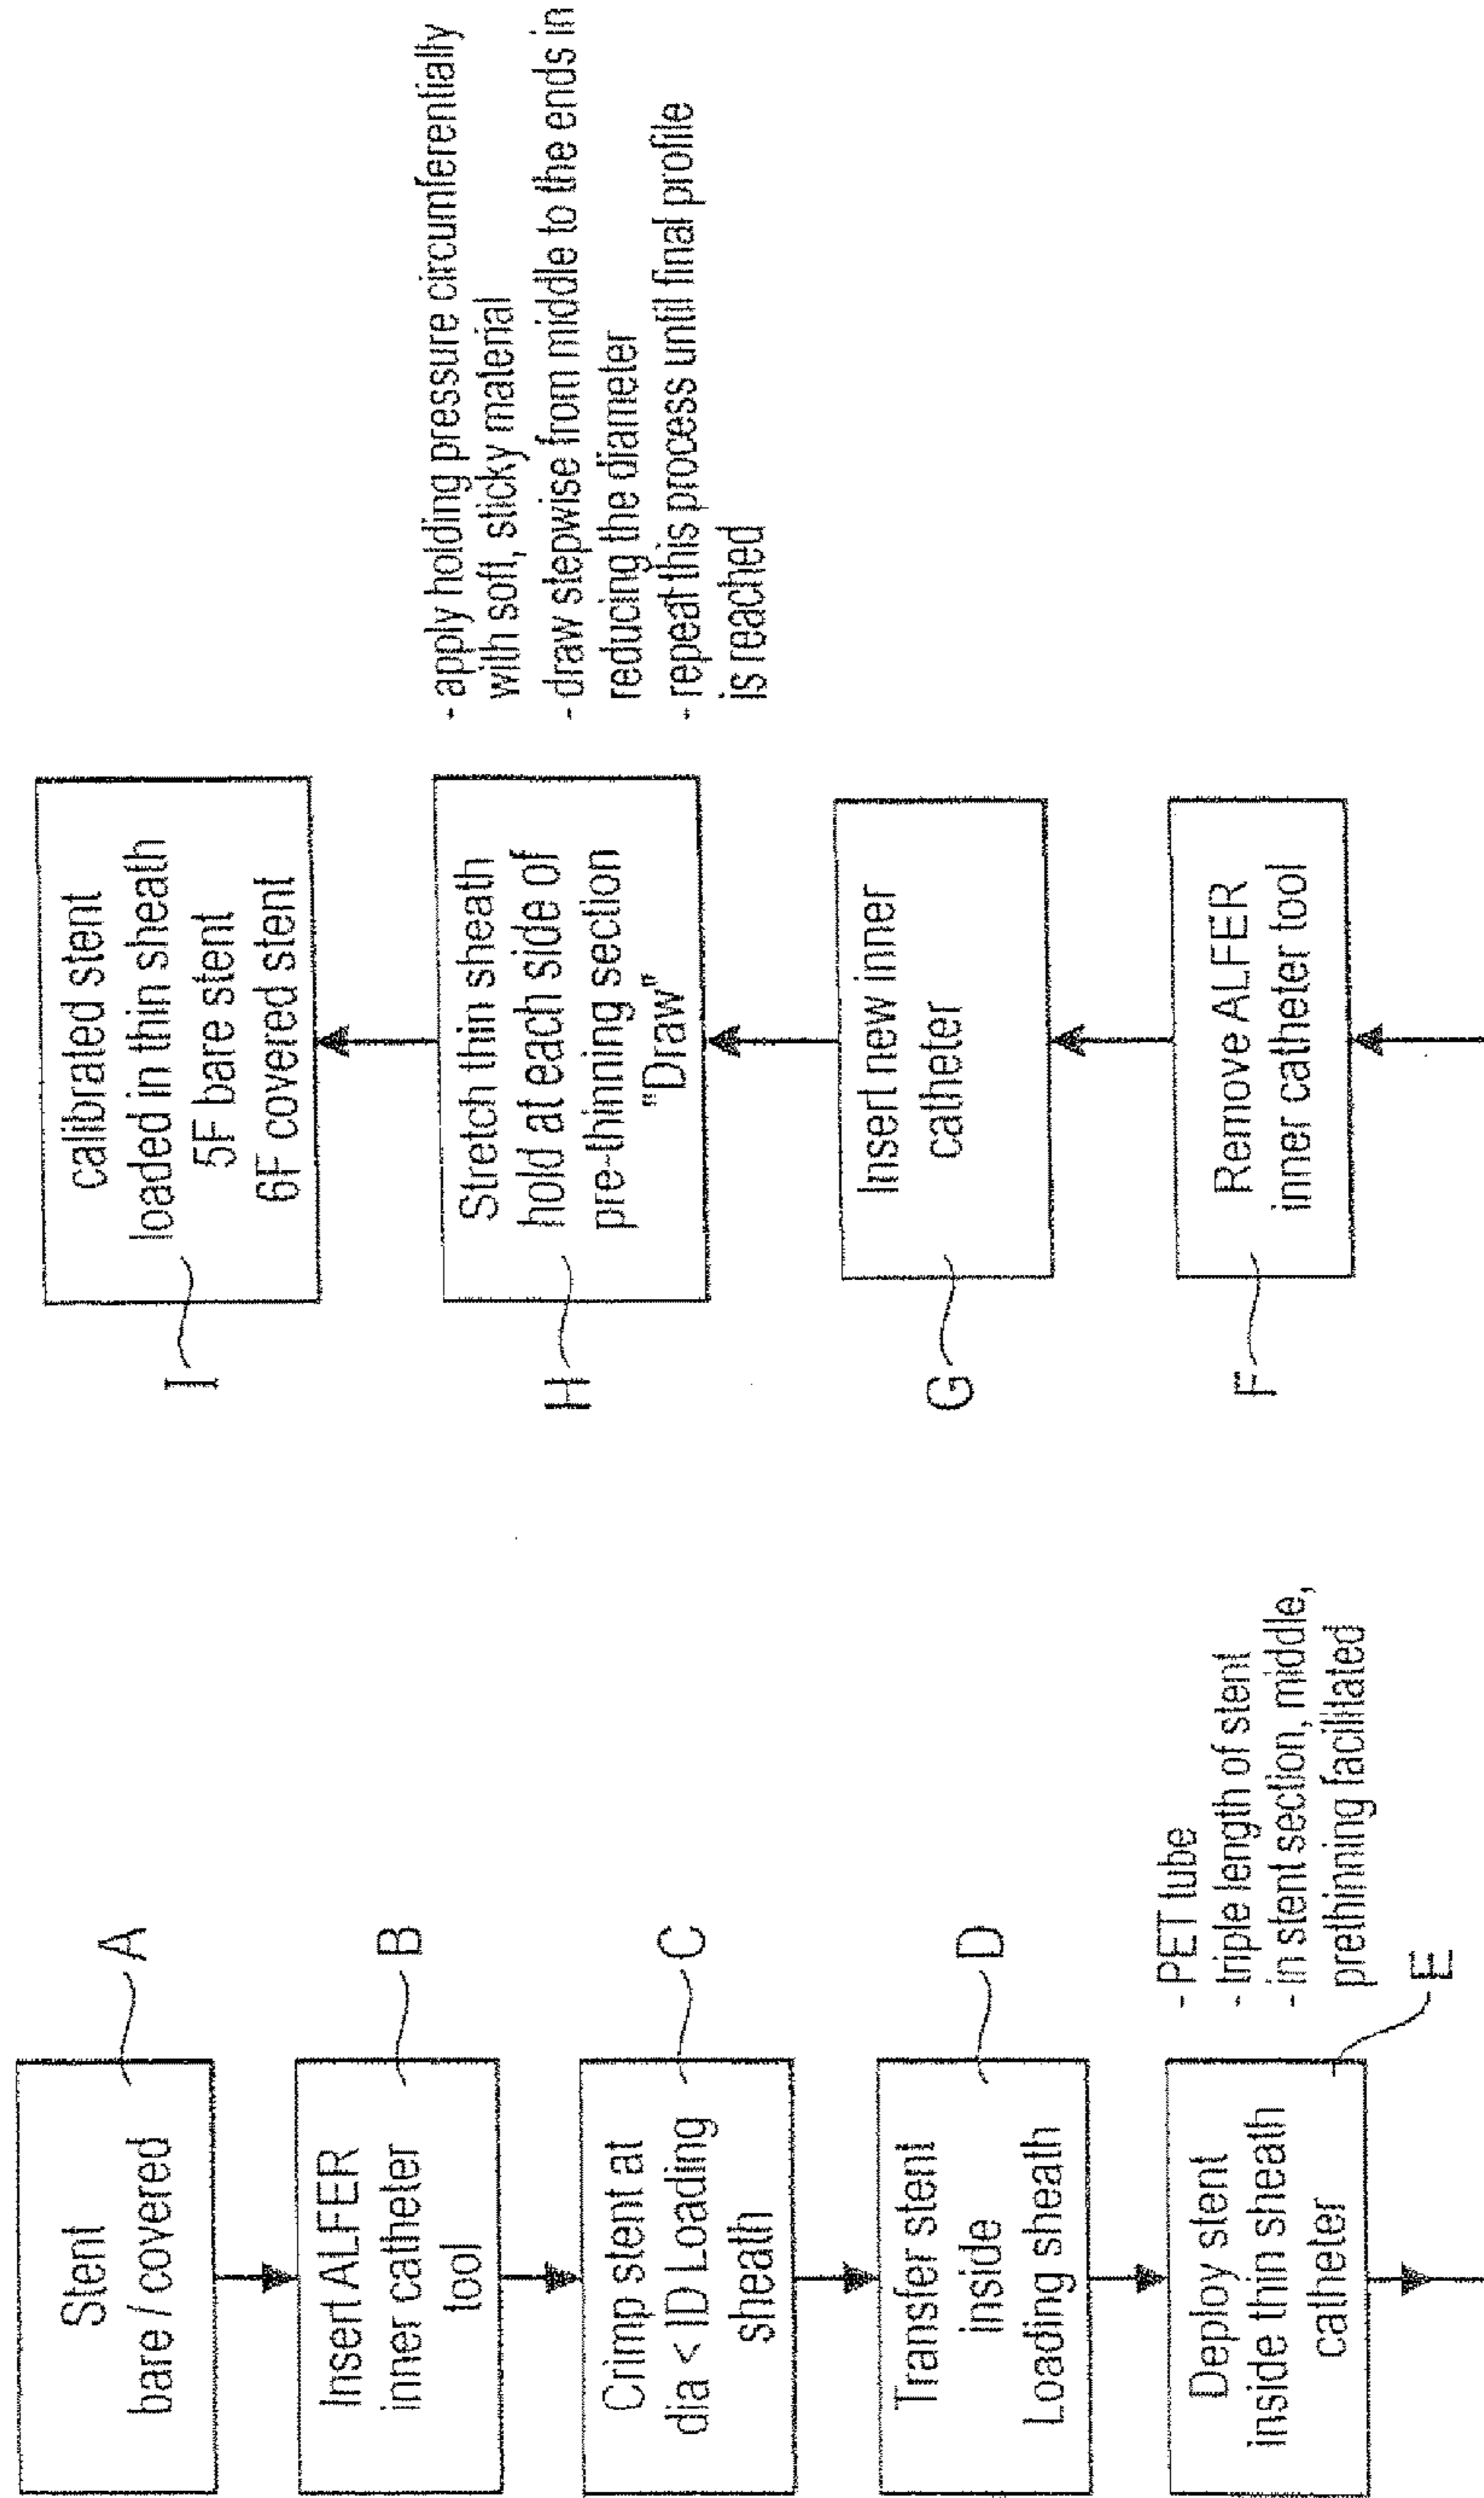 Stent
bare / covered
A
Insert ALFER
inner catheter
tool
B
Crimp stent at
dia < ID Loading
sheath
C
Transfer stent
inside
Loading sheath
D
Deploy stent
inside thin sheath
catheter
E
- PET tube
- triple length of stent
- in stent section, middle,
prethinning facilitated
Remove ALFER
inner catheter tool
F
Insert new inner
catheter
G
Stretch thin sheath
hold at each side of
pre-thinning section
"Draw"
H
- apply holding pressure circumferentially
with soft, sticky material
- draw stepwise from middle to the ends in
reducing the diameter
- repeat this process until final profile
is reached
calibrated stent
loaded in thin sheath
5F bare stent
6F covered stent
I